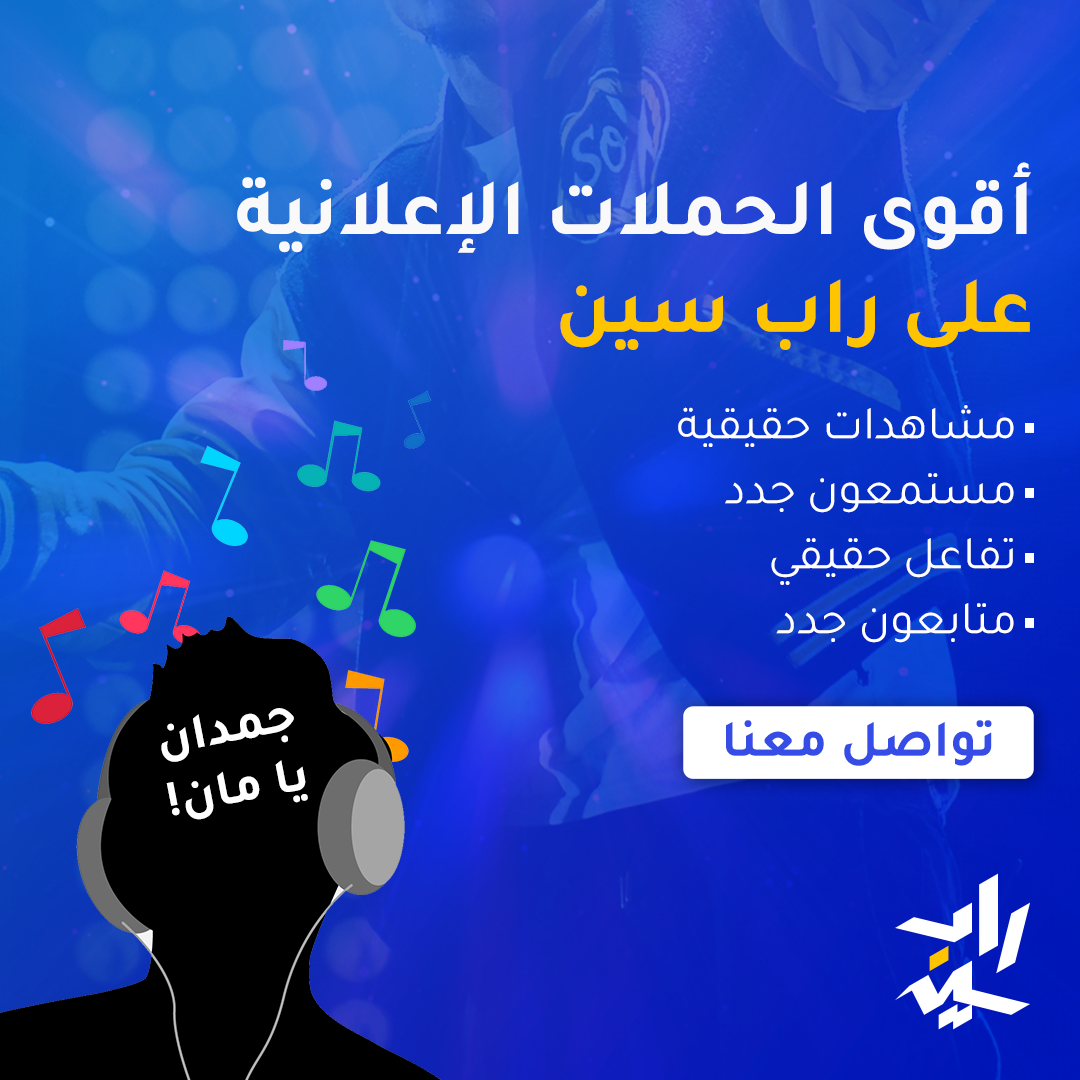 أقوى الحملات الإعلانية
على راب سين
▪ مشاهدات حقيقية
▪ مستمعون جدد
▪ تفاعل حقيقي
▪ متابعون جدد
تواصل معنا
جمدان
يا مان!
راب
سين
SO